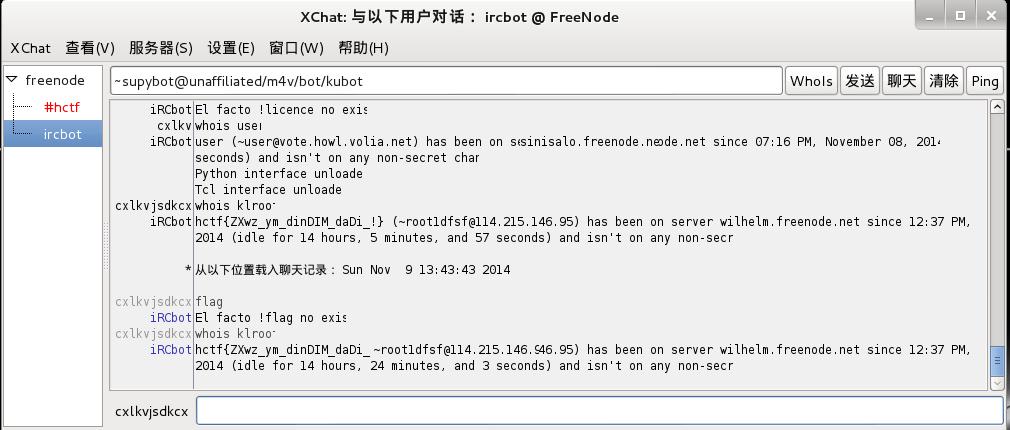 XChat: 与以下用户对话： ircbot @ FreeNode
XChat 查看(V) 服务器(S) 设置(E) 窗口(W) 帮助(H)
freenode
#hctf
ircbot
~supybot@unaffiliated/m4v/bot/kubot
WhoIs 发送 聊天 清除 Ping
iRCbot El facto !licence no exis
cxlkv whois user
iRCbot user (~user@vote.howl.volia.net) has been on sinisalo.freenode.net since 07:16 PM, November 08, 2014
seconds) and isn't on any non-secret char
Python interface unloade
Tcl interface unloade
cxlkvjsdkcx whois klroo
iRCbot hctf{ZXwz_ym_dinDIM_daDi_!} (~root1dfsf@114.215.146.95) has been on server wilhelm.freenode.net since 12:37 PM,
2014 (idle for 14 hours, 5 minutes, and 57 seconds) and isn't on any non-secr
* 从以下位置载入聊天记录： Sun Nov 9 13:43:43 2014
cxlkvjsdkcx flag
iRCbot El facto !flag no exis
cxlkvjsdkcx whois klroo
iRCbot hctf{ZXwz_ym_dinDIM_daDi_ ~root1dfsf@114.215.146.946.95) has been on server wilhelm.freenode.net since 12:37 PM,
2014 (idle for 14 hours, 24 minutes, and 3 seconds) and isn't on any non-secr
cxlkvjsdkcx